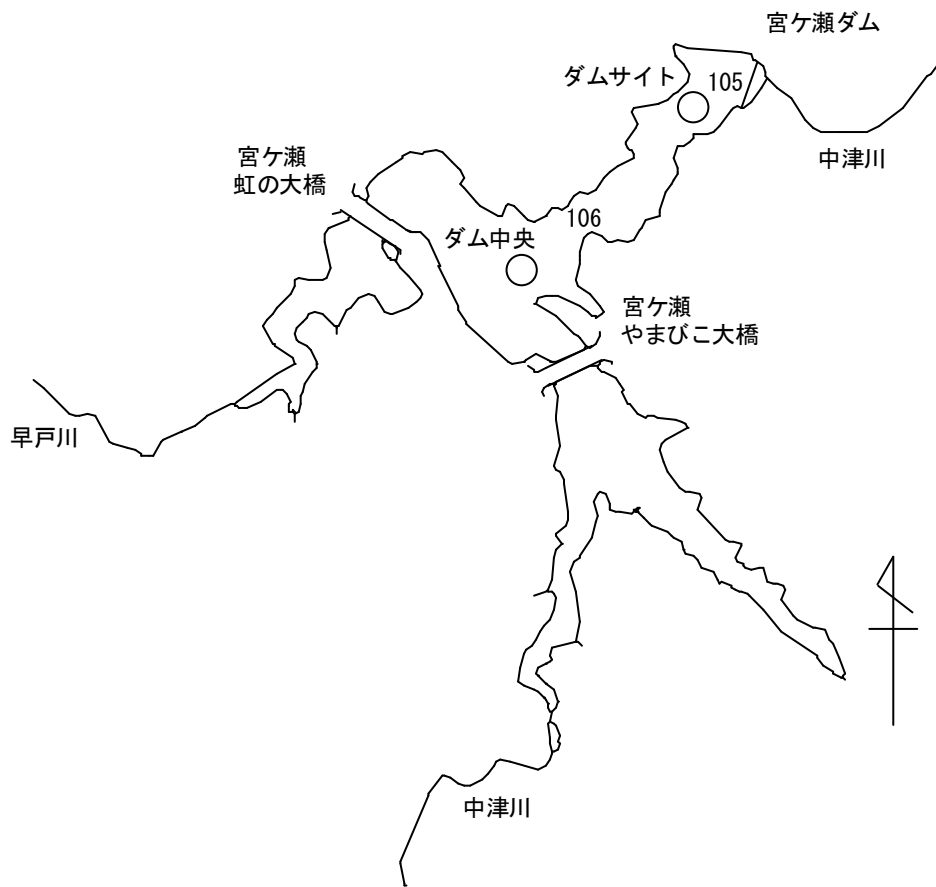 宮ケ瀬ダム
ダムサイト
105
中津川
宮ケ瀬
虹の大橋
106
ダム中央
宮ケ瀬
やまびこ大橋
早戸川
中津川